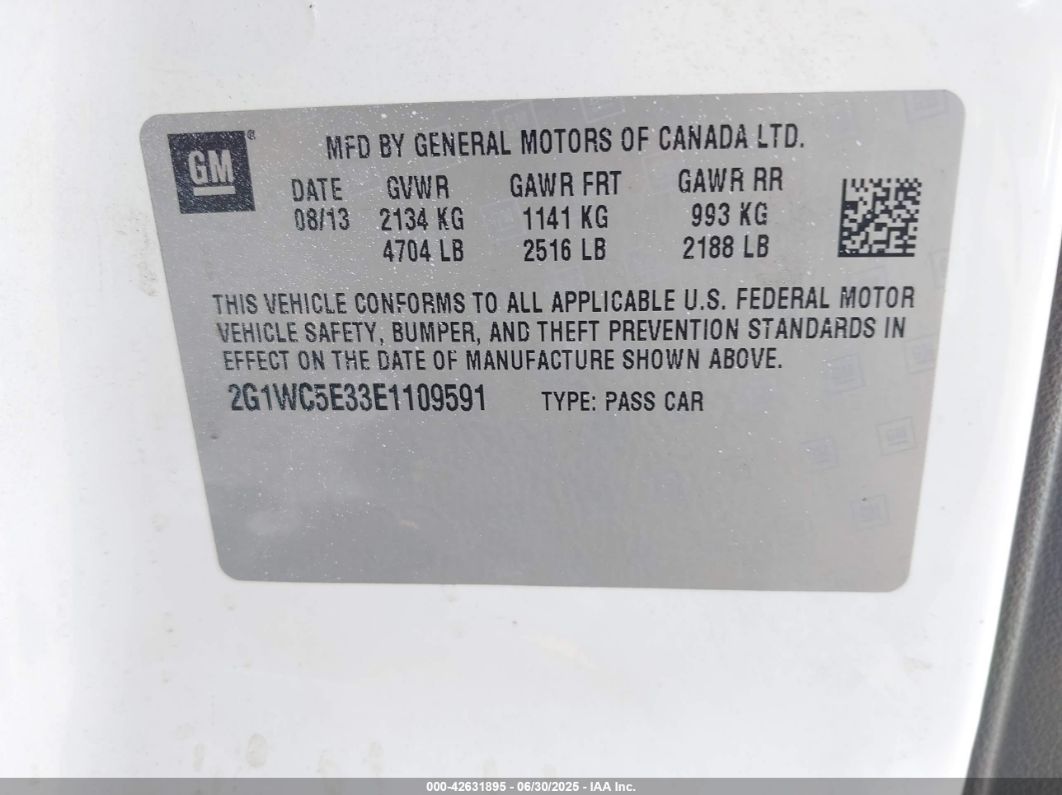 GM ® MFD BY GENERAL MOTORS OF CANADA LTD.
DATE GVWR GAWR FRT GAWR RR
08/13 2134 KG 1141 KG 993 KG
4704 LB 2516 LB 2188 LB
THIS VEHICLE CONFORMS TO ALL APPLICABLE U.S. FEDERAL MOTOR
VEHICLE SAFETY, BUMPER, AND THEFT PREVENTION STANDARDS IN
EFFECT ON THE DATE OF MANUFACTURE SHOWN ABOVE.
2G1WC5E33E1109591 TYPE: PASS CAR
000-42631895 - 06/30/2025 - IAA Inc.